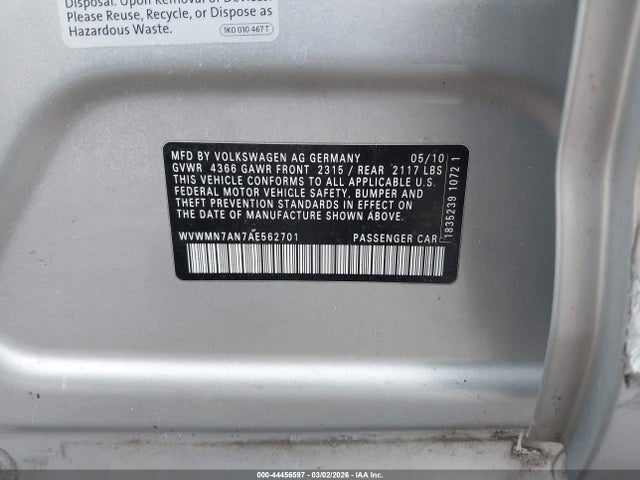 Disposal. Upon Removal of Devices,
Please Reuse, Recycle, or Dispose as
Hazardous Waste.
1K0 010 467 T
MFD BY VOLKSWAGEN AG GERMANY 05/10
GVWR 4366 GAWR FRONT 2315 / REAR 2117 LBS
THIS VEHICLE CONFORMS TO ALL APPLICABLE U.S.
FEDERAL MOTOR VEHICLE SAFETY, BUMPER AND
THEFT PREVENTION STANDARDS IN EFFECT ON
THE DATE OF MANUFACTURE SHOWN ABOVE.
WVWMN7AN7AE562701 PASSENGER CAR
1835239 1072 1
000-44456597 - 03/02/2026 - IAA Inc.